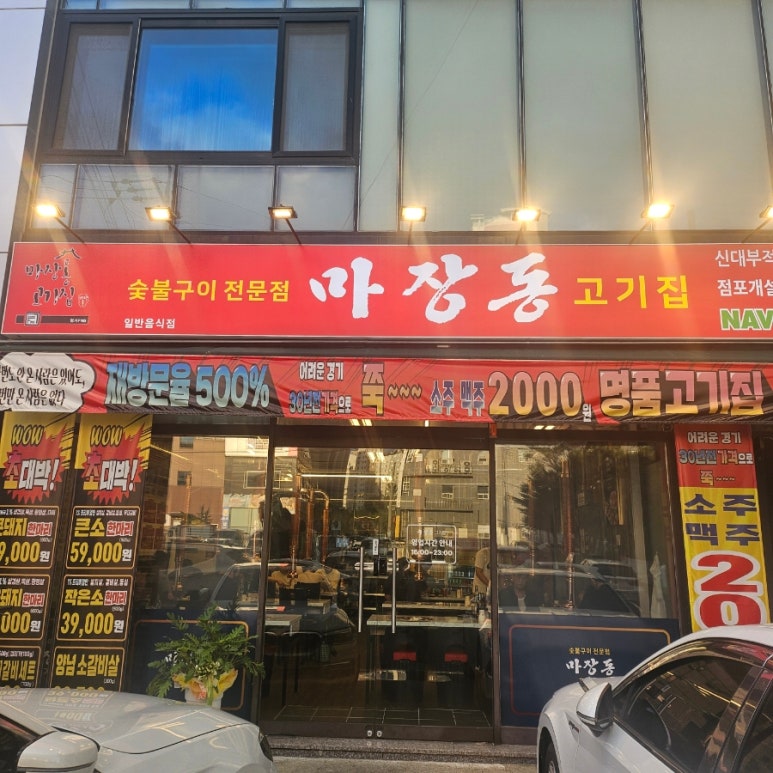 마장동
고기집
숯불구이 전문점 마장동 고기집
일반음식점
신대부적
점포개설
NAV
재방문율 500%
어려운 경기
30년전가격으로
쭉~~~ 소주 맥주 2000원 명품고기집
WOW
초대박!
돼지 한마리
9,000원
돼지 한마리
,000원
WOW
초대박!
큰소 한마리
59,000원
작은소 한마리
39,000원
양념 소갈비살
영업시간 안내
16:00~23:00
어려운 경기
30년전가격으로
쭉~~~
소주
맥주
20
숯불구이 전문점
마장동